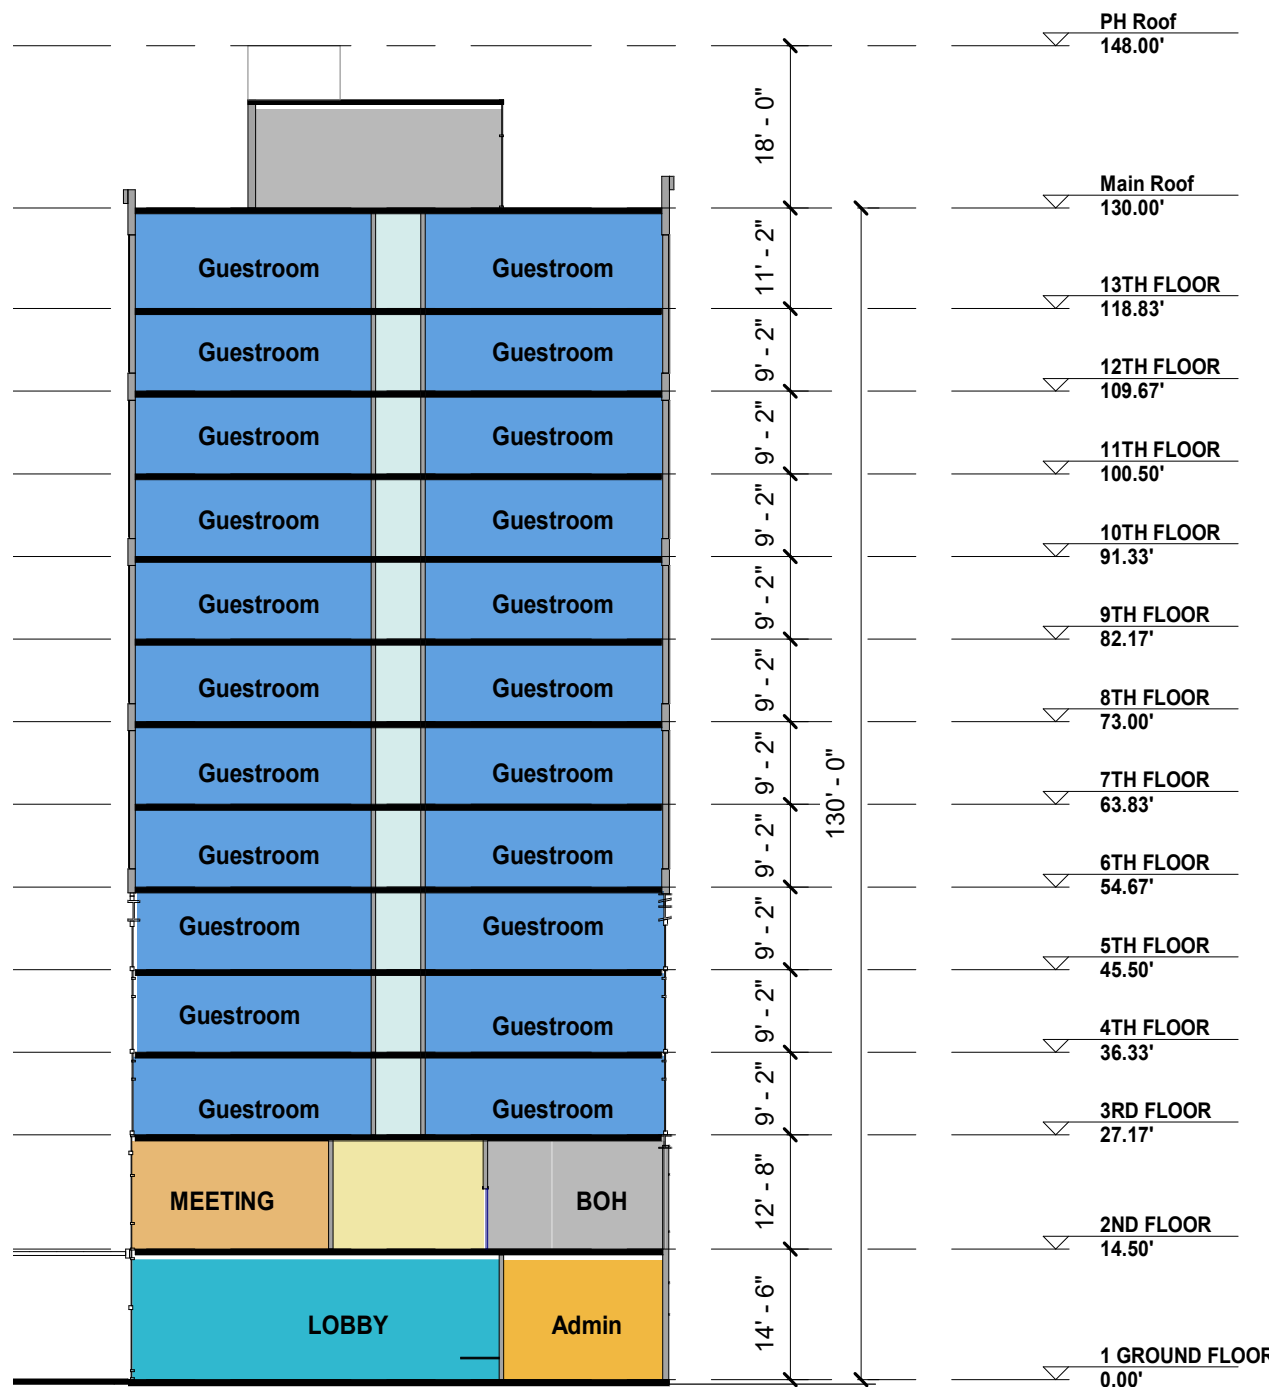 PH Roof
148.00'
18' - 0"
Main Roof
130.00'
Guestroom Guestroom
11' - 2"
13TH FLOOR
118.83'
Guestroom Guestroom
9' - 2"
12TH FLOOR
109.67'
Guestroom Guestroom
9' - 2"
11TH FLOOR
100.50'
Guestroom Guestroom
9' - 2"
10TH FLOOR
91.33'
Guestroom Guestroom
9' - 2"
9TH FLOOR
82.17'
Guestroom Guestroom
9' - 2"
8TH FLOOR
73.00'
Guestroom Guestroom
9' - 2"
130' - 0"
7TH FLOOR
63.83'
Guestroom Guestroom
9' - 2"
6TH FLOOR
54.67'
Guestroom Guestroom
9' - 2"
5TH FLOOR
45.50'
Guestroom Guestroom
9' - 2"
4TH FLOOR
36.33'
Guestroom Guestroom
9' - 2"
3RD FLOOR
27.17'
MEETING BOH
12' - 8"
2ND FLOOR
14.50'
LOBBY Admin
14' - 6"
1 GROUND FLOOR
0.00'